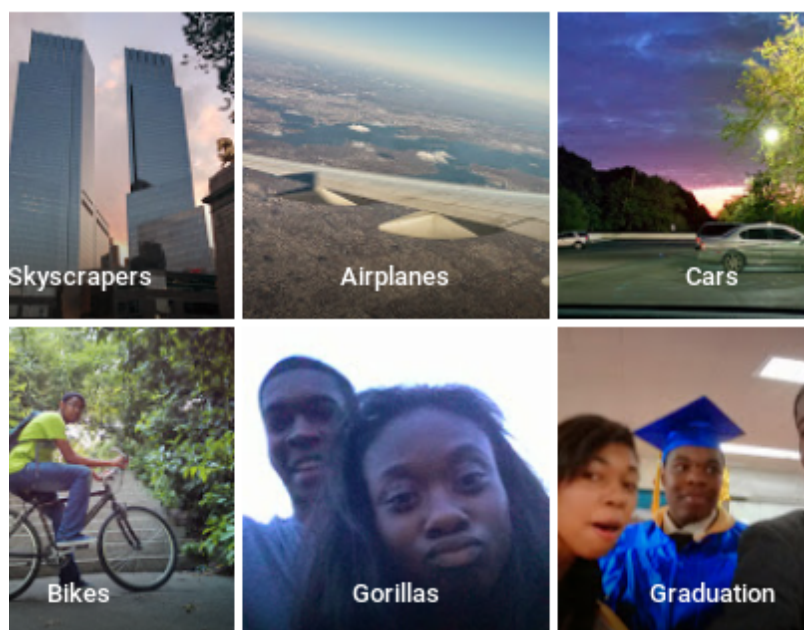 Skyscrapers
Airplanes
Cars
Bikes
Gorillas
Graduation